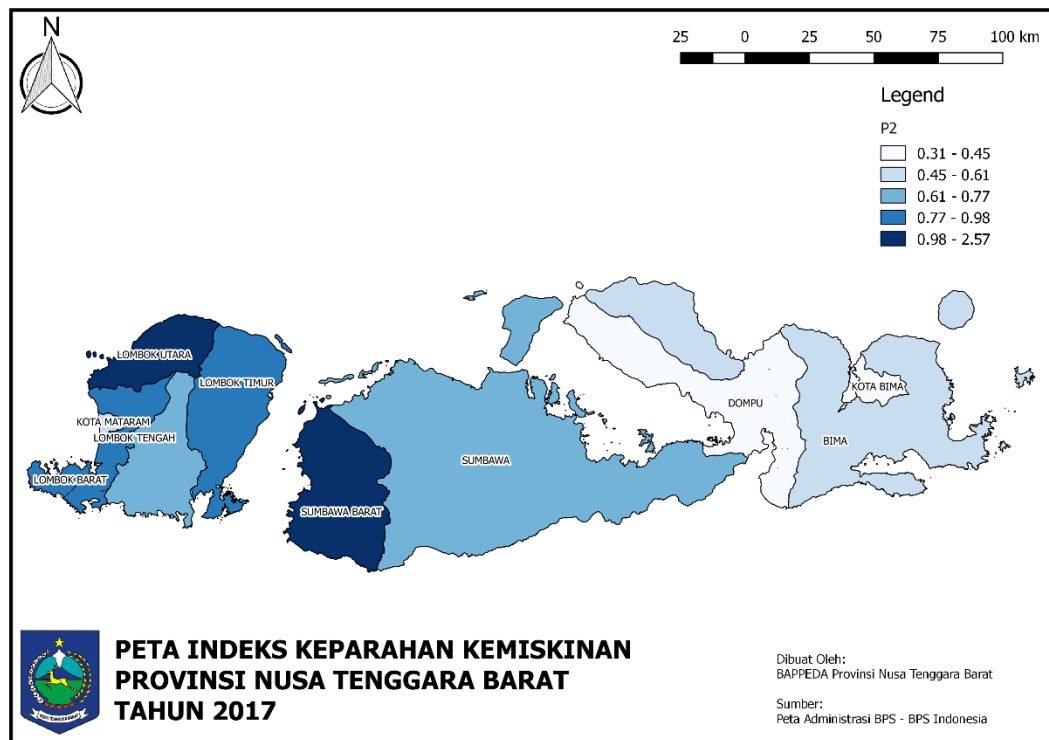 N
25 0 25 50 75 100 km
Legend
P2
0.31 - 0.45
0.45 - 0.61
0.61 - 0.77
0.77 - 0.98
0.98 - 2.57
LOMBOK UTARA
LOMBOK TIMUR
KOTA MATARAM
LOMBOK TENGAH
LOMBOK BARAT
SUMBAWA BARAT
SUMBAWA
DOMPU
KOTA BIMA
BIMA
NUSA TENGGARA BARAT
PETA INDEKS KEPARAHAN KEMISKINAN
PROVINSI NUSA TENGGARA BARAT
TAHUN 2017
Dibuat Oleh:
BAPPEDA Provinsi Nusa Tenggara Barat
Sumber:
Peta Administrasi BPS - BPS Indonesia